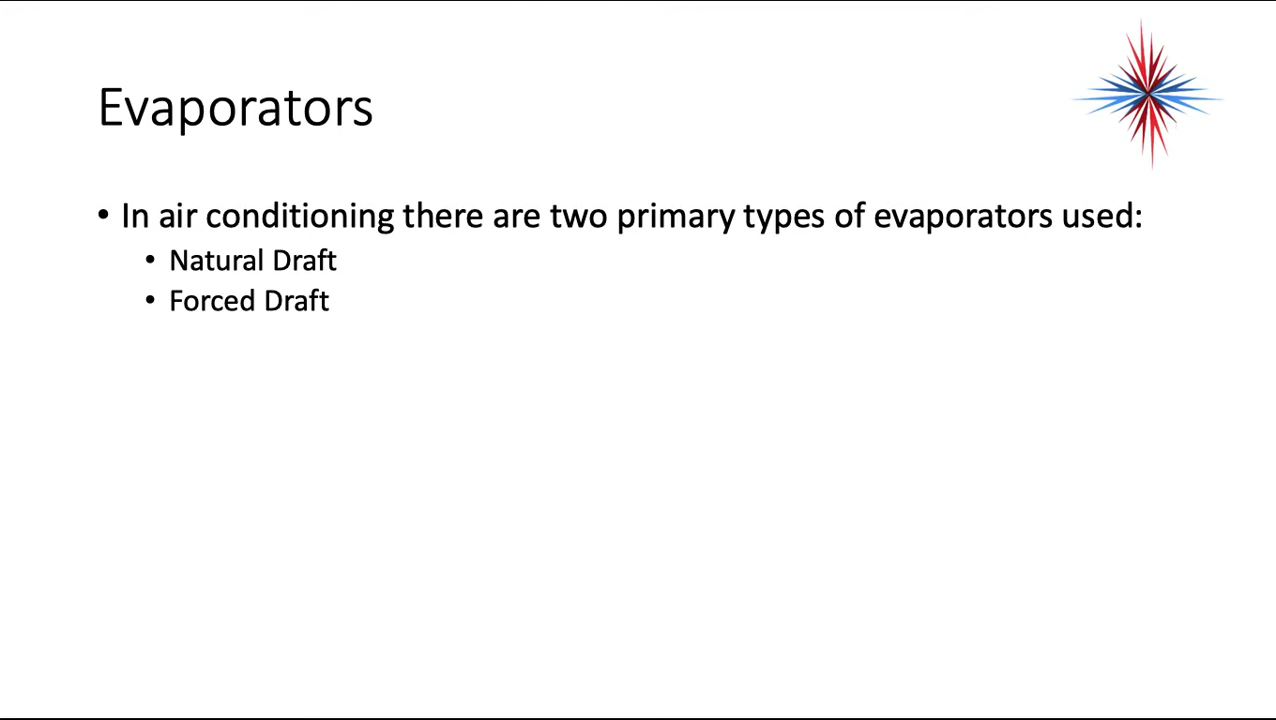 Evaporators
• In air conditioning there are two primary types of evaporators used:
• Natural Draft
• Forced Draft